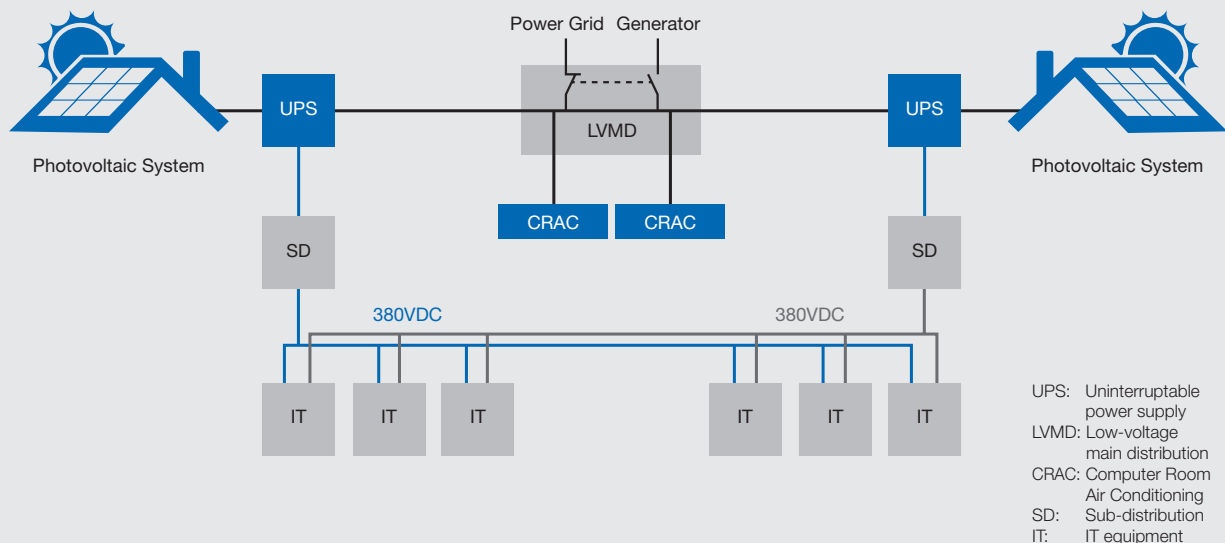 Power Grid Generator
UPS
LVMD
UPS
Photovoltaic System
Photovoltaic System
CRAC
CRAC
SD
SD
380VDC
380VDC
IT
IT
IT
IT
IT
IT
UPS: Uninterruptable
power supply
LVMD: Low-voltage
main distribution
CRAC: Computer Room
Air Conditioning
SD: Sub-distribution
IT: IT equipment